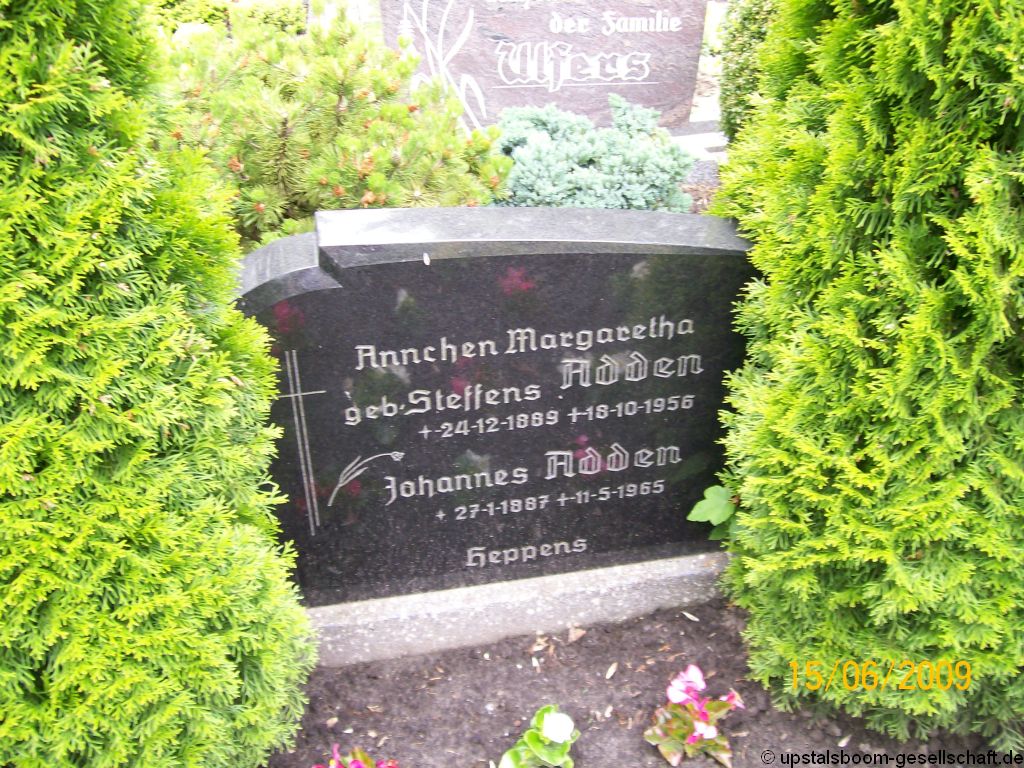 der Familie
Annchen Margaretha
geb. Steffens Adden
+ 24-12-1889 + 18-10-1956
Johannes Adden
+ 27-1-1887 + 11-5-1965
Heppens
15/06/2009
© upstalsboom-gesellschaft.de